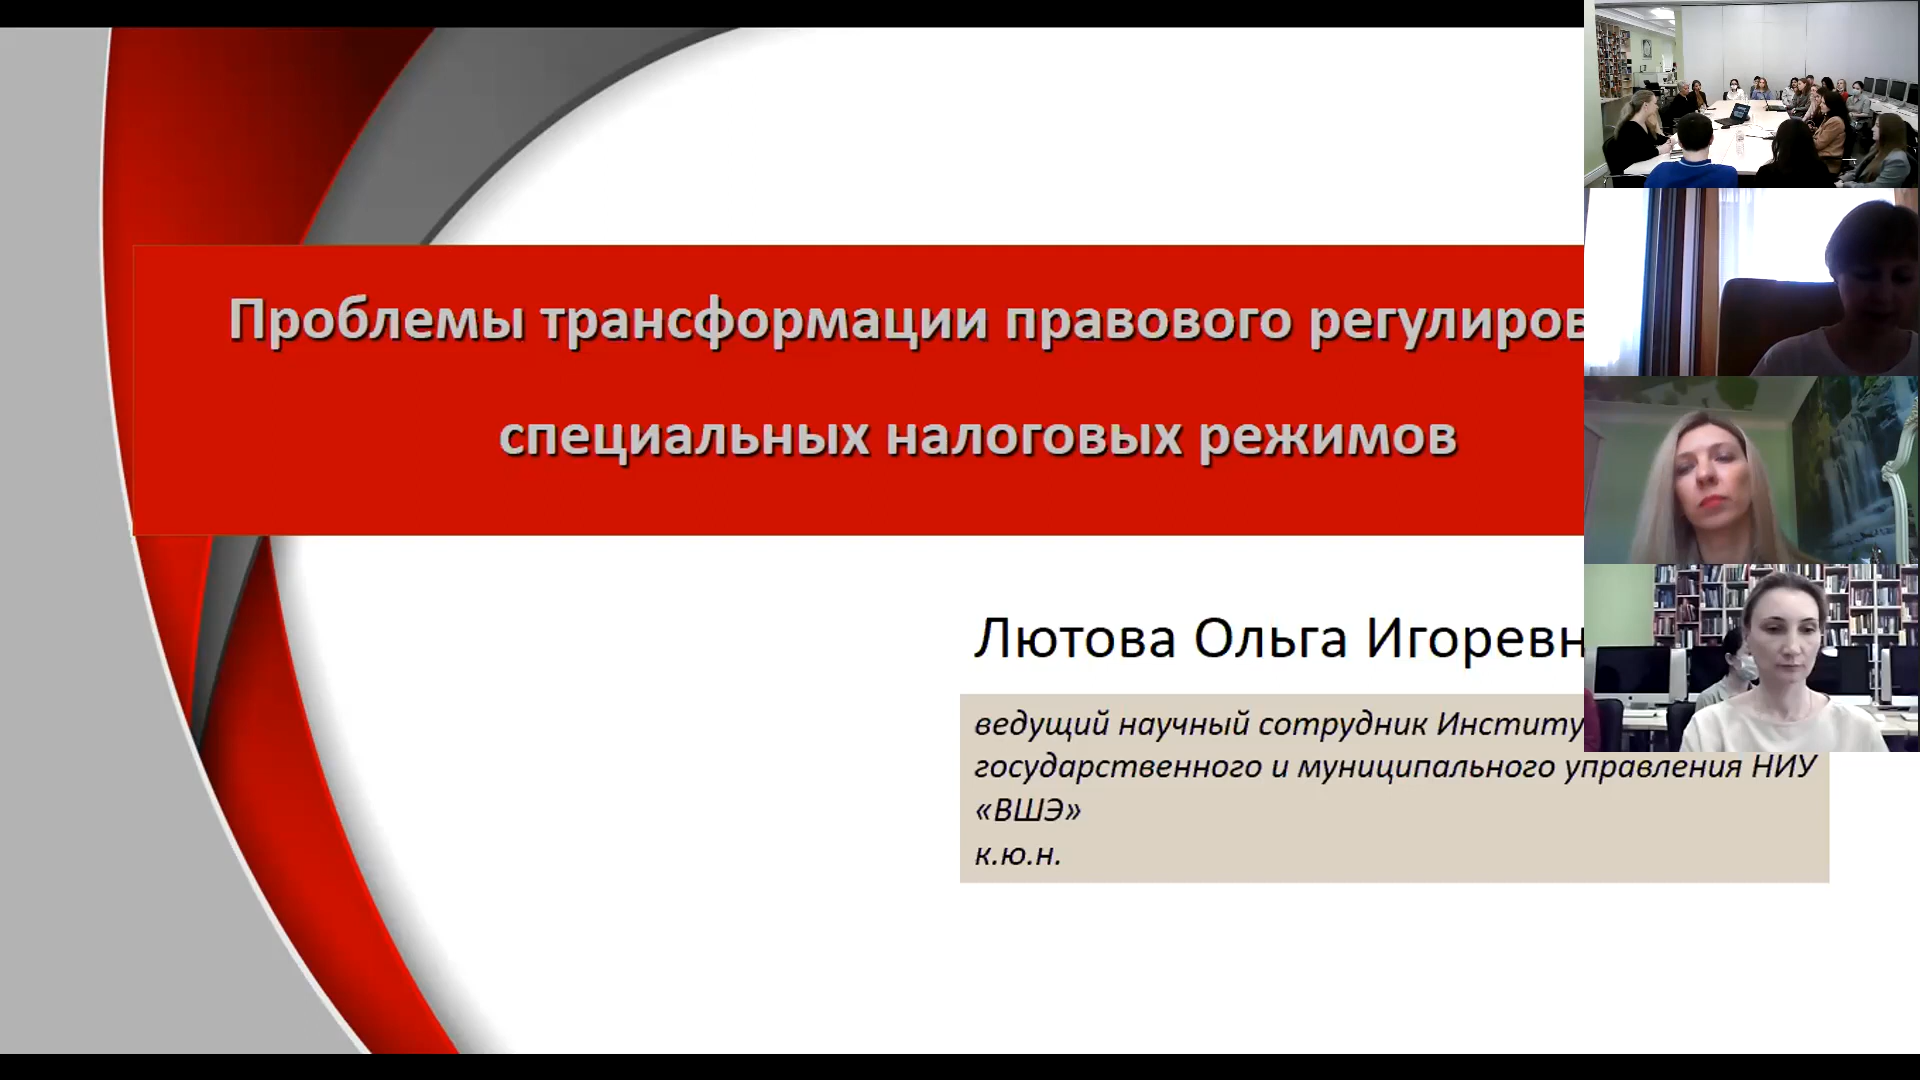 Проблемы трансформации правового регулиров
специальных налоговых режимов
Лютова Ольга Игоревн
ведущий научный сотрудник Институ
государственного и муниципального управления НИУ
«ВШЭ»
к.ю.н.